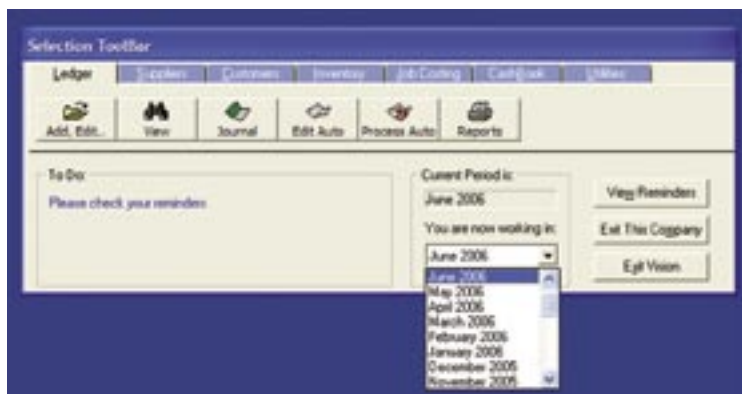 Selection ToolBar
Ledger Suppliers Customers Inventory Job Costing CashBook Utilities
Add, Edit.. View Journal Edit Auto Process Auto Reports
To Do:
Please check your reminders
Current Period is:
June 2006
You are now working in:
June 2006
June 2006
May 2006
April 2006
March 2006
February 2006
January 2006
December 2005
November 2005
View Reminders
Exit This Company
Exit Vision